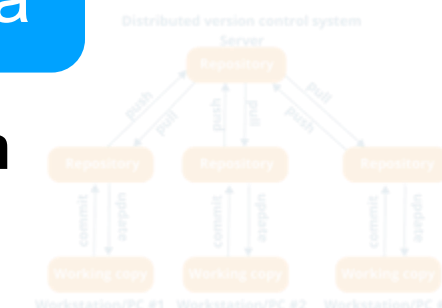 a
Distributed version control system
Server
Repository
push pull push pull push pull
n
Repository Repository Repository
commit update commit update commit update
Working copy Working copy Working copy
Workstation/PC #1 Workstation/PC #2 Workstation/PC #